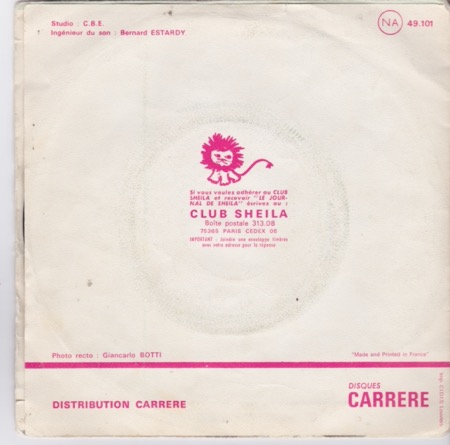 Studio : C.B.E.
Ingénieur du son : Bernard ESTARDY
NA 49.101
Si vous voulez adhérer au CLUB
SHEILA et recevoir "LE JOUR-
NAL DE SHEILA" écrivez au :
CLUB SHEILA
Boîte postale 313.08
75365 PARIS CEDEX 08
IMPORTANT : Joindre une enveloppe timbrée
avec votre adresse pour la réponse
Photo recto : Giancarlo BOTTI
"Made and Printed in France"
DISTRIBUTION CARRERE
DISQUES
CARRERE